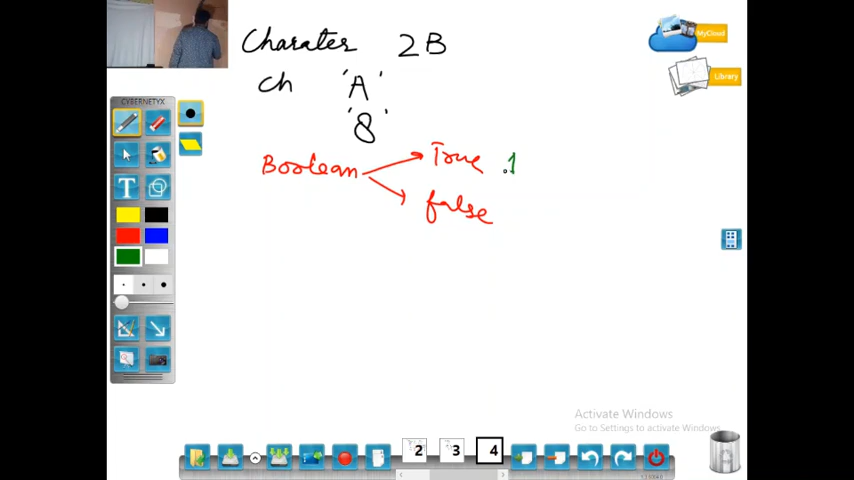 Charater 2B
ch 'A'
'8'
Boolean True .1
false
MyCloud
Library
CYBERNETYX
T
2 3 4
Activate Windows
Go to Settings to activate Windows.